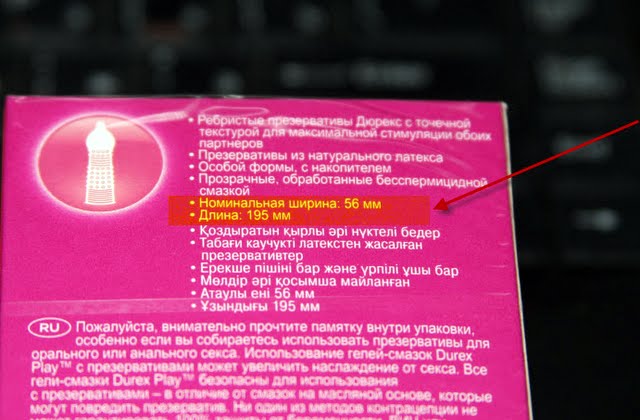 • Ребристые презервативы Дюрекс с точечной
текстурой для максимальной стимуляции обоих
партнеров
• Презервативы из натурального латекса
• Особой формы, с накопителем
• Прозрачные, обработанные бесспермицидной
смазкой
• Номинальная ширина: 56 мм
• Длина: 195 мм
• Қоздыратын қырлы әрі нүктелі бедер
• Табағи каучукті латекстен жасалған
презервативтер
• Ерекше пішіні бар және үрпілі ұшы бар
• Мөлдір әрі қосымша майланған
• Атаулы ені 56 мм
• Ұзындығы 195 мм
RU Пожалуйста, внимательно прочтите памятку внутри упаковки,
особенно если вы собираетесь использовать презервативы для
орального или анального секса. Использование гелей-смазок Durex
Play™ с презервативами может увеличить наслаждение от секса. Все
гели-смазки Durex Play™ безопасны для использования
с презервативами – в отличие от смазок на масляной основе, которые
могут повредить презерватив. Ни один из методов контрацепции не